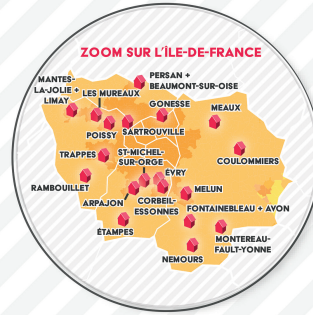 ZOOM SUR L'ÎLE-DE-FRANCE
PERSAN +
BEAUMONT-SUR-OISE
MANTES-
LA-JOLIE +
LIMAY
LES MUREAUX
GONESSE
MEAUX
POISSY
SARTROUVILLE
TRAPPES
ST-MICHEL-
SUR-ORGE
COULOMMIERS
ÉVRY
RAMBOUILLET
MELUN
ARPAJON
CORBEIL-
ESSONNES
FONTAINEBLEAU + AVON
ÉTAMPES
MONTEREAU-
FAULT-YONNE
NEMOURS